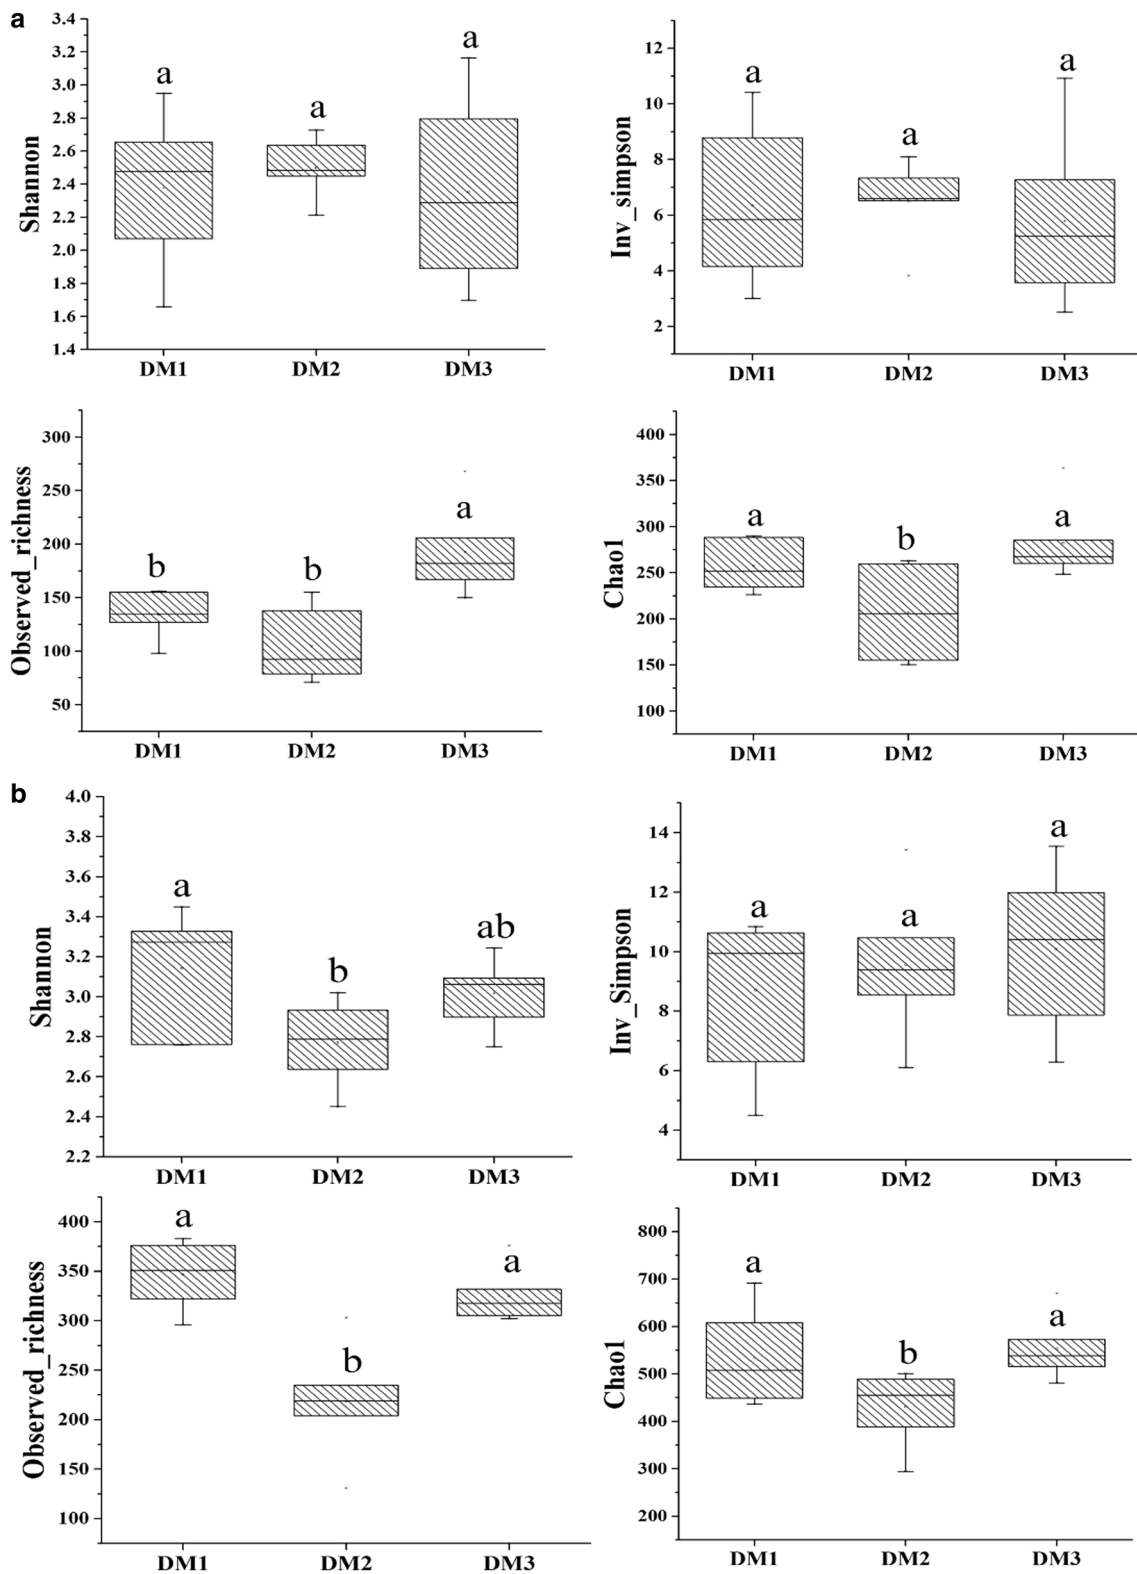 a
Shannon
3.4
3.2
3.0
2.8
2.6
2.4
2.2
2.0
1.8
1.6
1.4
a
a
a
DM1 DM2 DM3
Inv_simpson
12
10
8
6
4
2
a
a
a
DM1 DM2 DM3
Observed_richness
300
250
200
150
100
50
b
b
a
DM1 DM2 DM3
Chao1
400
350
300
250
200
150
100
a
b
a
DM1 DM2 DM3
b
Shannon
4.0
3.8
3.6
3.4
3.2
3.0
2.8
2.6
2.4
2.2
a
b
ab
DM1 DM2 DM3
Inv_Simpson
14
12
10
8
6
4
a
a
a
DM1 DM2 DM3
Observed_richness
400
350
300
250
200
150
100
a
b
a
DM1 DM2 DM3
Chao1
800
700
600
500
400
300
200
a
b
a
DM1 DM2 DM3